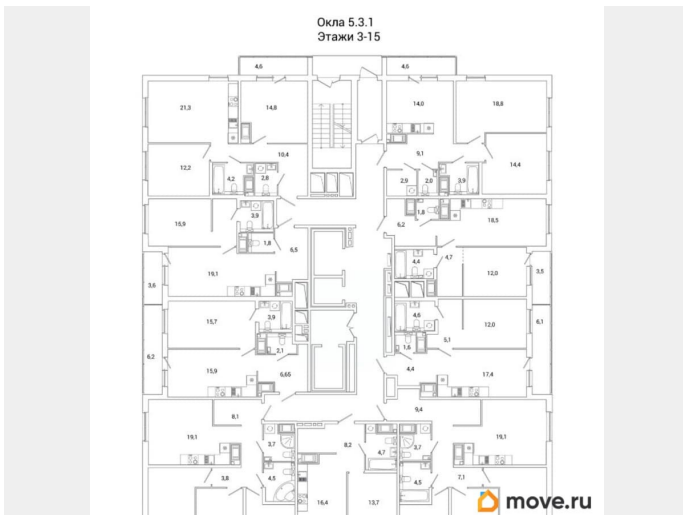 Окла 5.3.1
Этажи 3-15
4,6 4,6
21,3 14,8 14,0 18,8
12,2 10,4 9,1 14,4
4,2 2,8 2,9 2,0 3,9
15,9 3,9 6,2 1,8 18,5
1,8 6,5 4,4 4,7
3,6 19,1 12,0 3,5
15,7 3,9 4,6 12,0 6,1
6,2 15,9 2,1 1,6 5,1
6,65 4,4 17,4
8,1 9,4
19,1 3,7 8,2 4,7 3,7 19,1
3,8 4,5 4,5 7,1
16,4 13,7
move.ru